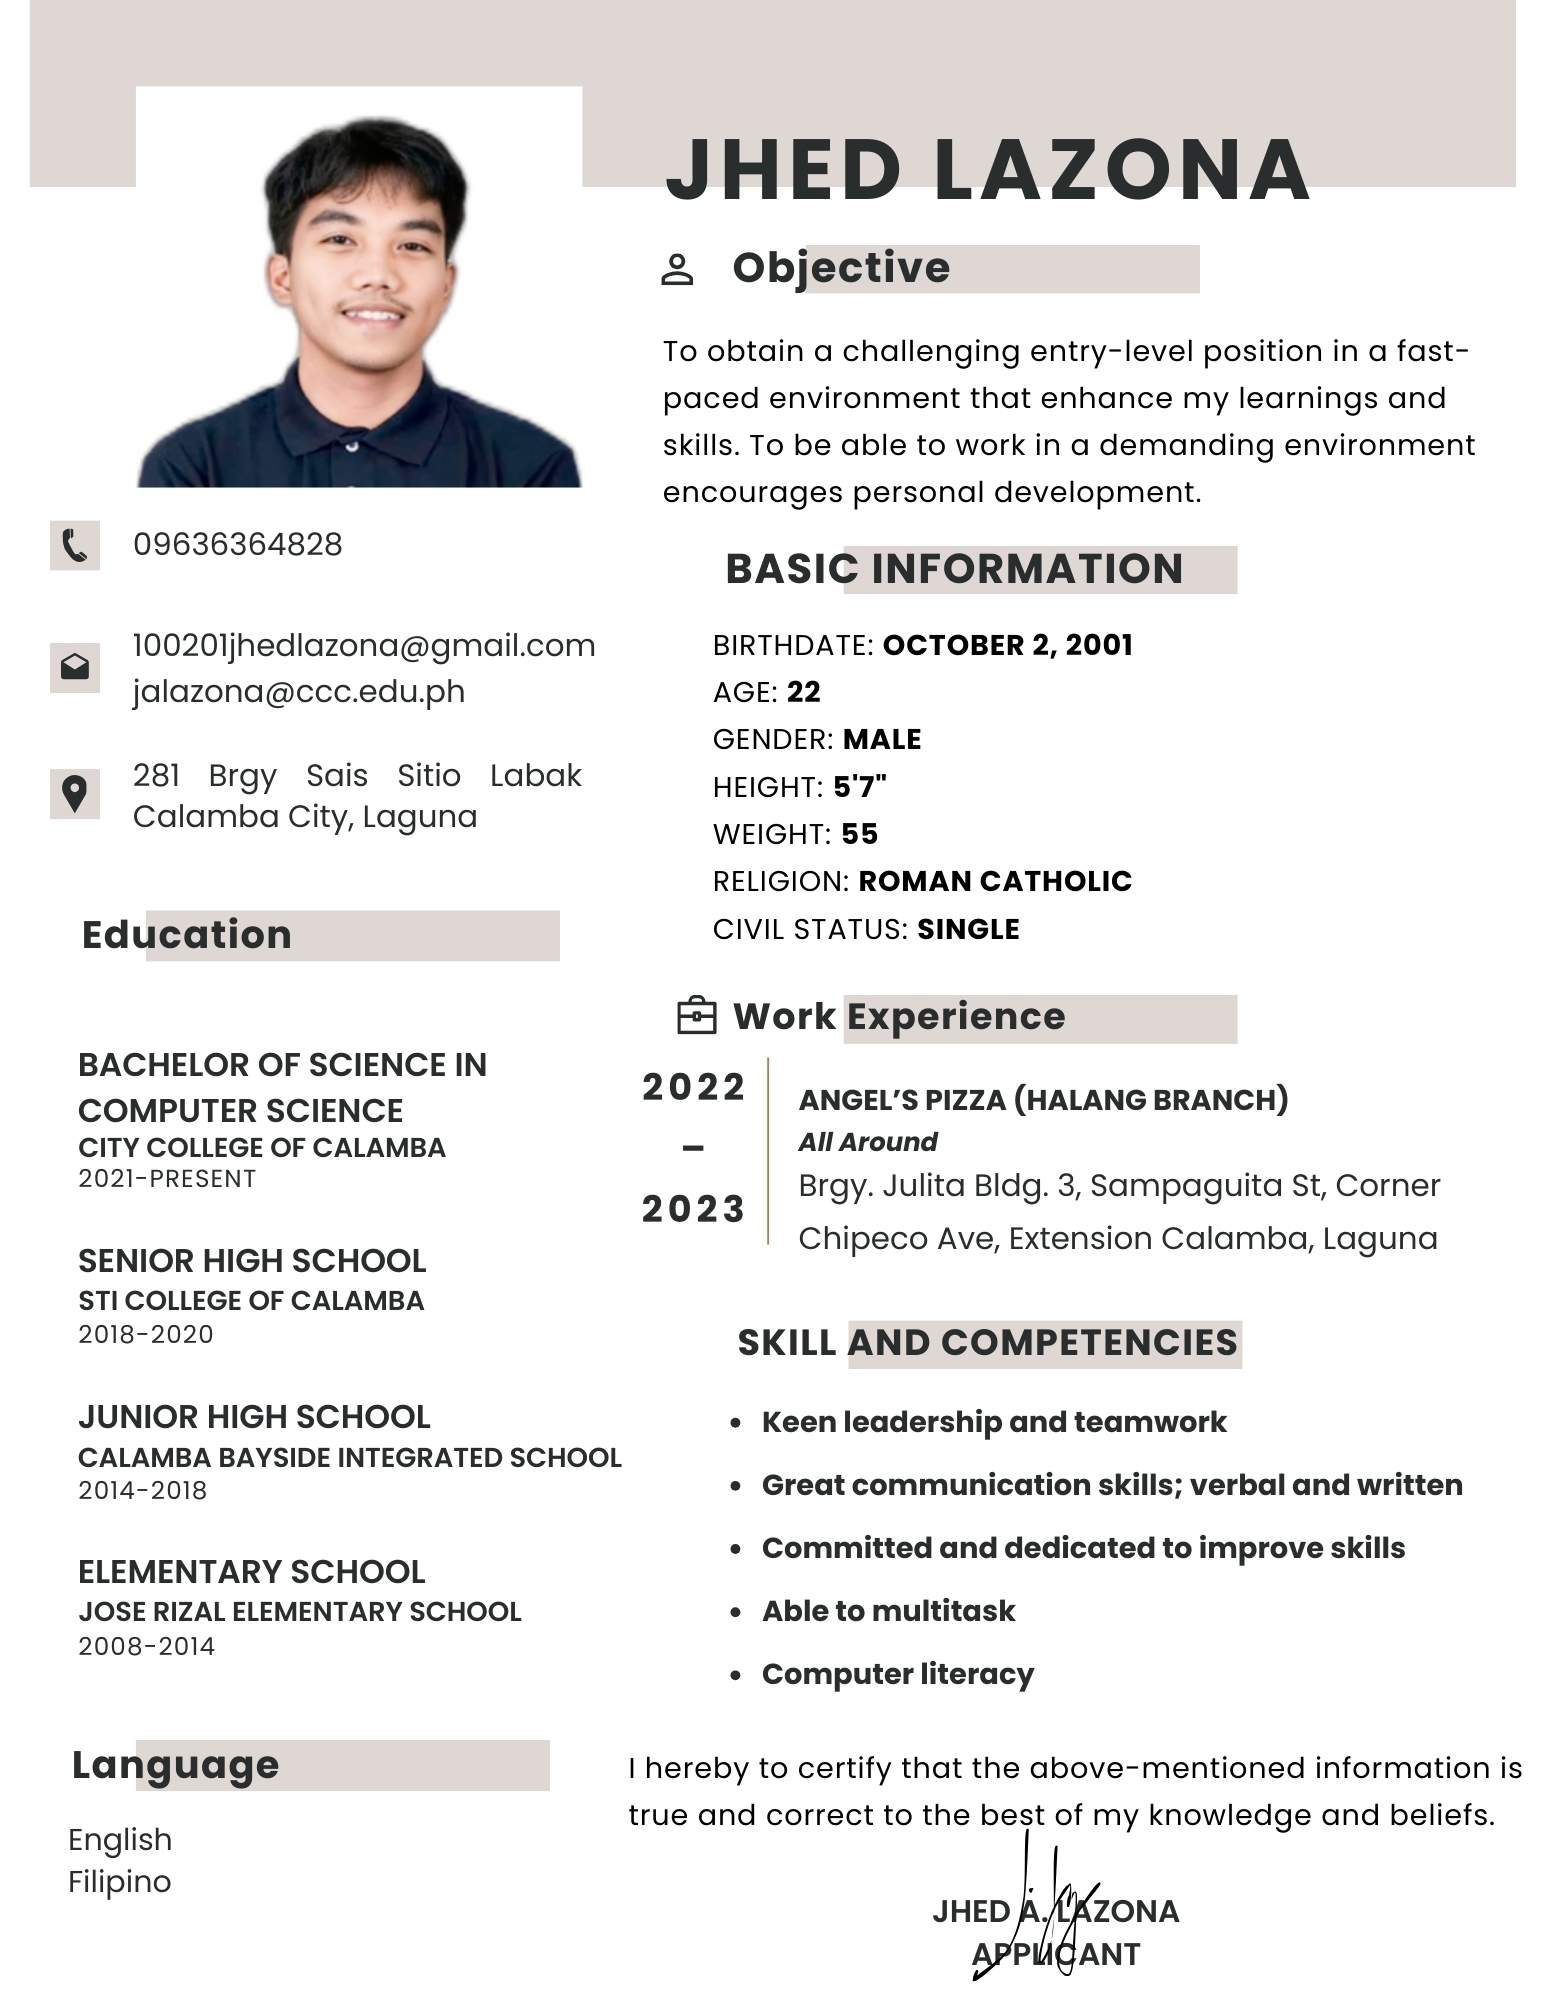 JHED LAZONA
09636364828
100201jhedlazona@gmail.com
jalazona@ccc.edu.ph
281 Brgy Sais Sitio Labak
Calamba City, Laguna
Education
BACHELOR OF SCIENCE IN
COMPUTER SCIENCE
CITY COLLEGE OF CALAMBA
2021-PRESENT
SENIOR HIGH SCHOOL
STI COLLEGE OF CALAMBA
2018-2020
JUNIOR HIGH SCHOOL
CALAMBA BAYSIDE INTEGRATED SCHOOL
2014-2018
ELEMENTARY SCHOOL
JOSE RIZAL ELEMENTARY SCHOOL
2008-2014
Language
English
Filipino
Objective
To obtain a challenging entry-level position in a fast-
paced environment that enhance my learnings and
skills. To be able to work in a demanding environment
encourages personal development.
BASIC INFORMATION
BIRTHDATE: OCTOBER 2, 2001
AGE: 22
GENDER: MALE
HEIGHT: 5'7"
WEIGHT: 55
RELIGION: ROMAN CATHOLIC
CIVIL STATUS: SINGLE
Work Experience
2022
–
2023
ANGEL’S PIZZA (HALANG BRANCH)
All Around
Brgy. Julita Bldg. 3, Sampaguita St, Corner
Chipeco Ave, Extension Calamba, Laguna
SKILL AND COMPETENCIES
• Keen leadership and teamwork
• Great communication skills; verbal and written
• Committed and dedicated to improve skills
• Able to multitask
• Computer literacy
I hereby to certify that the above-mentioned information is
true and correct to the best of my knowledge and beliefs.
JHED A. LAZONA
APPLICANT